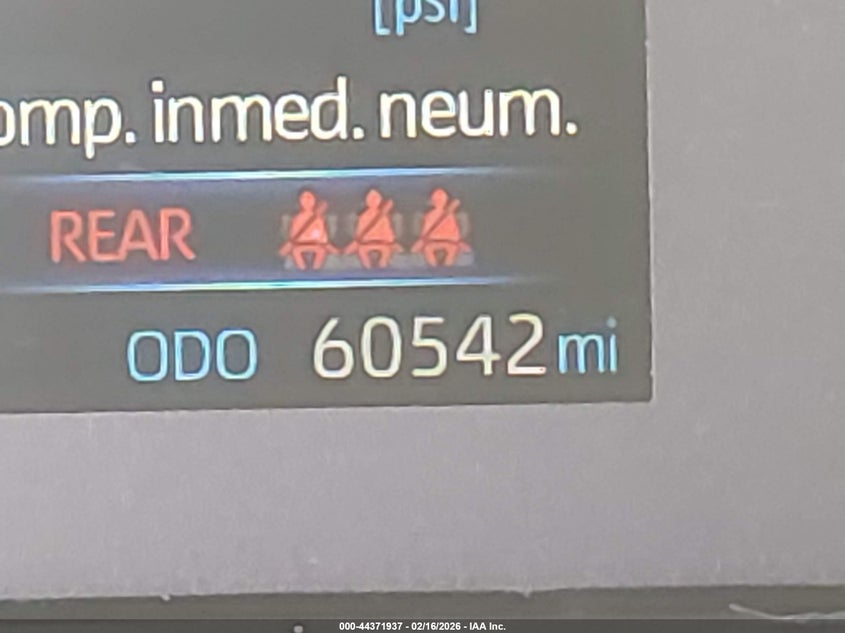 [psi]
omp. inmed. neum.
REAR
ODO 60542 mi
000-44371937 - 02/16/2026 - IAA Inc.